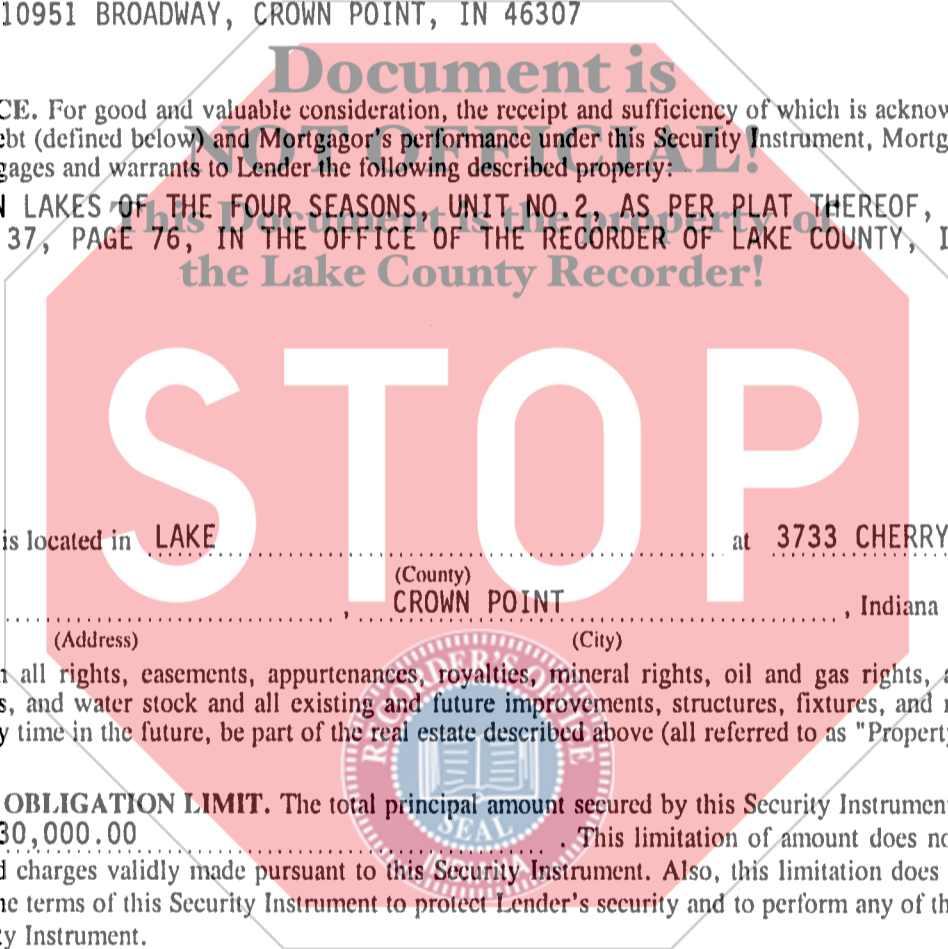 10951 BROADWAY, CROWN POINT, IN 46307
Document is
NOT OFFICIAL!
CE. For good and valuable consideration, the receipt and sufficiency of which is acknow
ebt (defined below) and Mortgagor's performance under this Security Instrument, Mortg
gages and warrants to Lender the following described property:
N LAKES OF THE FOUR SEASONS, UNIT NO.2, AS PER PLAT THEREOF,
This Document is the property of
37, PAGE 76, IN THE OFFICE OF THE RECORDER OF LAKE COUNTY, I
the Lake County Recorder!
STOP
is located in LAKE at 3733 CHERRY
(County)
, CROWN POINT , Indiana
(Address) (City)
all rights, easements, appurtenances, royalties, mineral rights, oil and gas rights, a
s, and water stock and all existing and future improvements, structures, fixtures, and
y time in the future, be part of the real estate described above (all referred to as "Property
RECORDER'S OFFICE
SEAL
INDIANA
OBLIGATION LIMIT. The total principal amount secured by this Security Instrument
30,000.00 . This limitation of amount does no
d charges validly made pursuant to this Security Instrument. Also, this limitation does
he terms of this Security Instrument to protect Lender's security and to perform any of th
y Instrument.